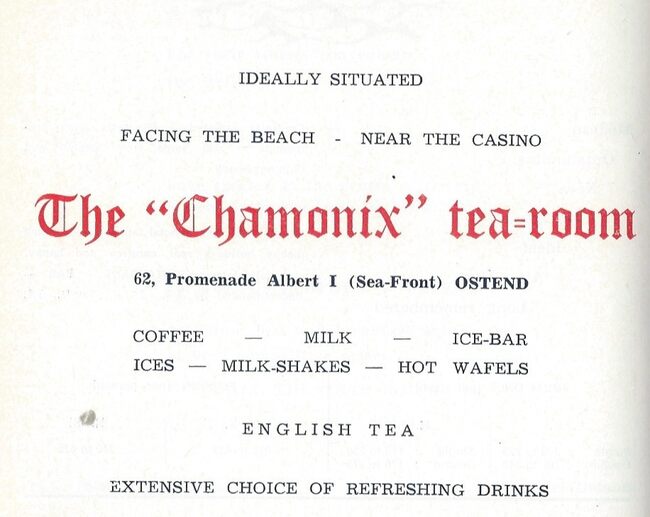 IDEALLY SITUATED
FACING THE BEACH - NEAR THE CASINO
The "Chamonix" tea=room
62, Promenade Albert I (Sea-Front) OSTEND
COFFEE — MILK — ICE-BAR
ICES — MILK-SHAKES — HOT WAFELS
ENGLISH TEA
EXTENSIVE CHOICE OF REFRESHING DRINKS